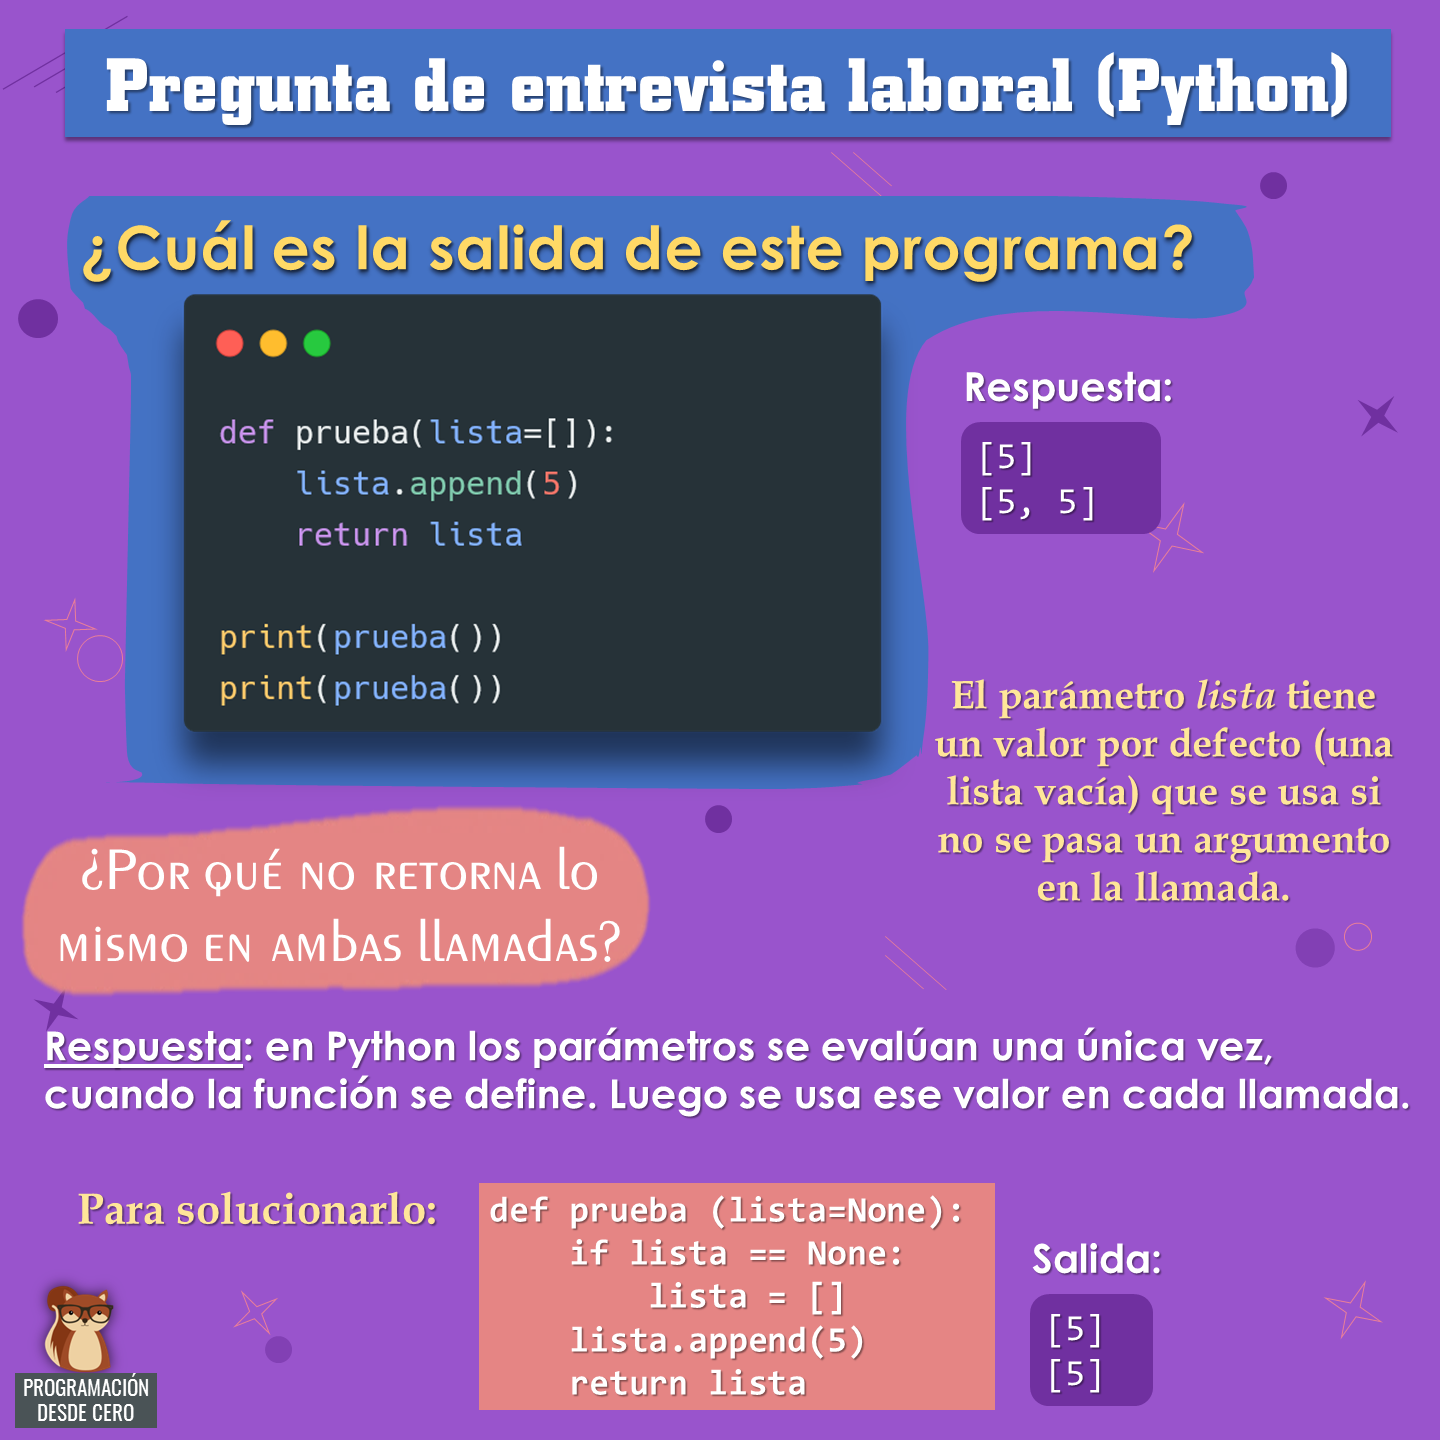 Pregunta de entrevista laboral (Python)
¿Cuál es la salida de este programa?
def prueba(lista=[]):
    lista.append(5)
    return lista
print(prueba())
print(prueba())
Respuesta:
[5]
[5, 5]
El parámetro lista tiene
un valor por defecto (una
lista vacía) que se usa si
no se pasa un argumento
en la llamada.
¿Por qué no retorna lo
mismo en ambas llamadas?
Respuesta: en Python los parámetros se evalúan una única vez,
cuando la función se define. Luego se usa ese valor en cada llamada.
Para solucionarlo:
def prueba (lista=None):
    if lista == None:
        lista = []
    lista.append(5)
    return lista
Salida:
[5]
[5]
PROGRAMACIÓN
DESDE CERO